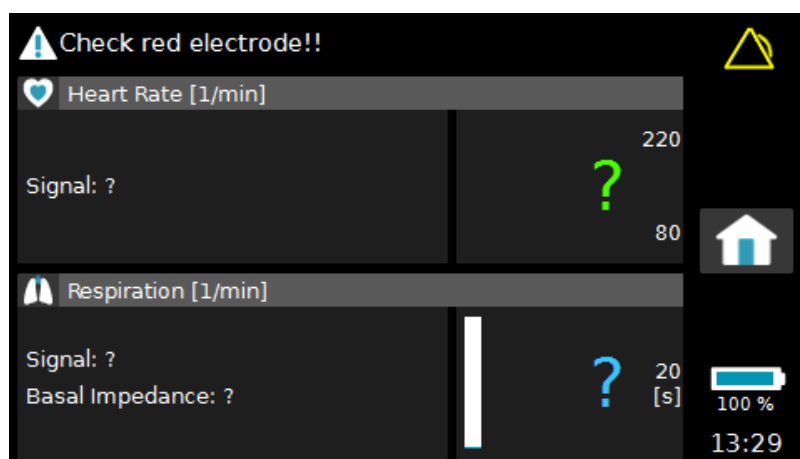 Check red electrode!!
Heart Rate [1/min]
220
Signal: ?
?
80
Respiration [1/min]
Signal: ?
Basal Impedance: ?
?
20
[s]
100 %
13:29